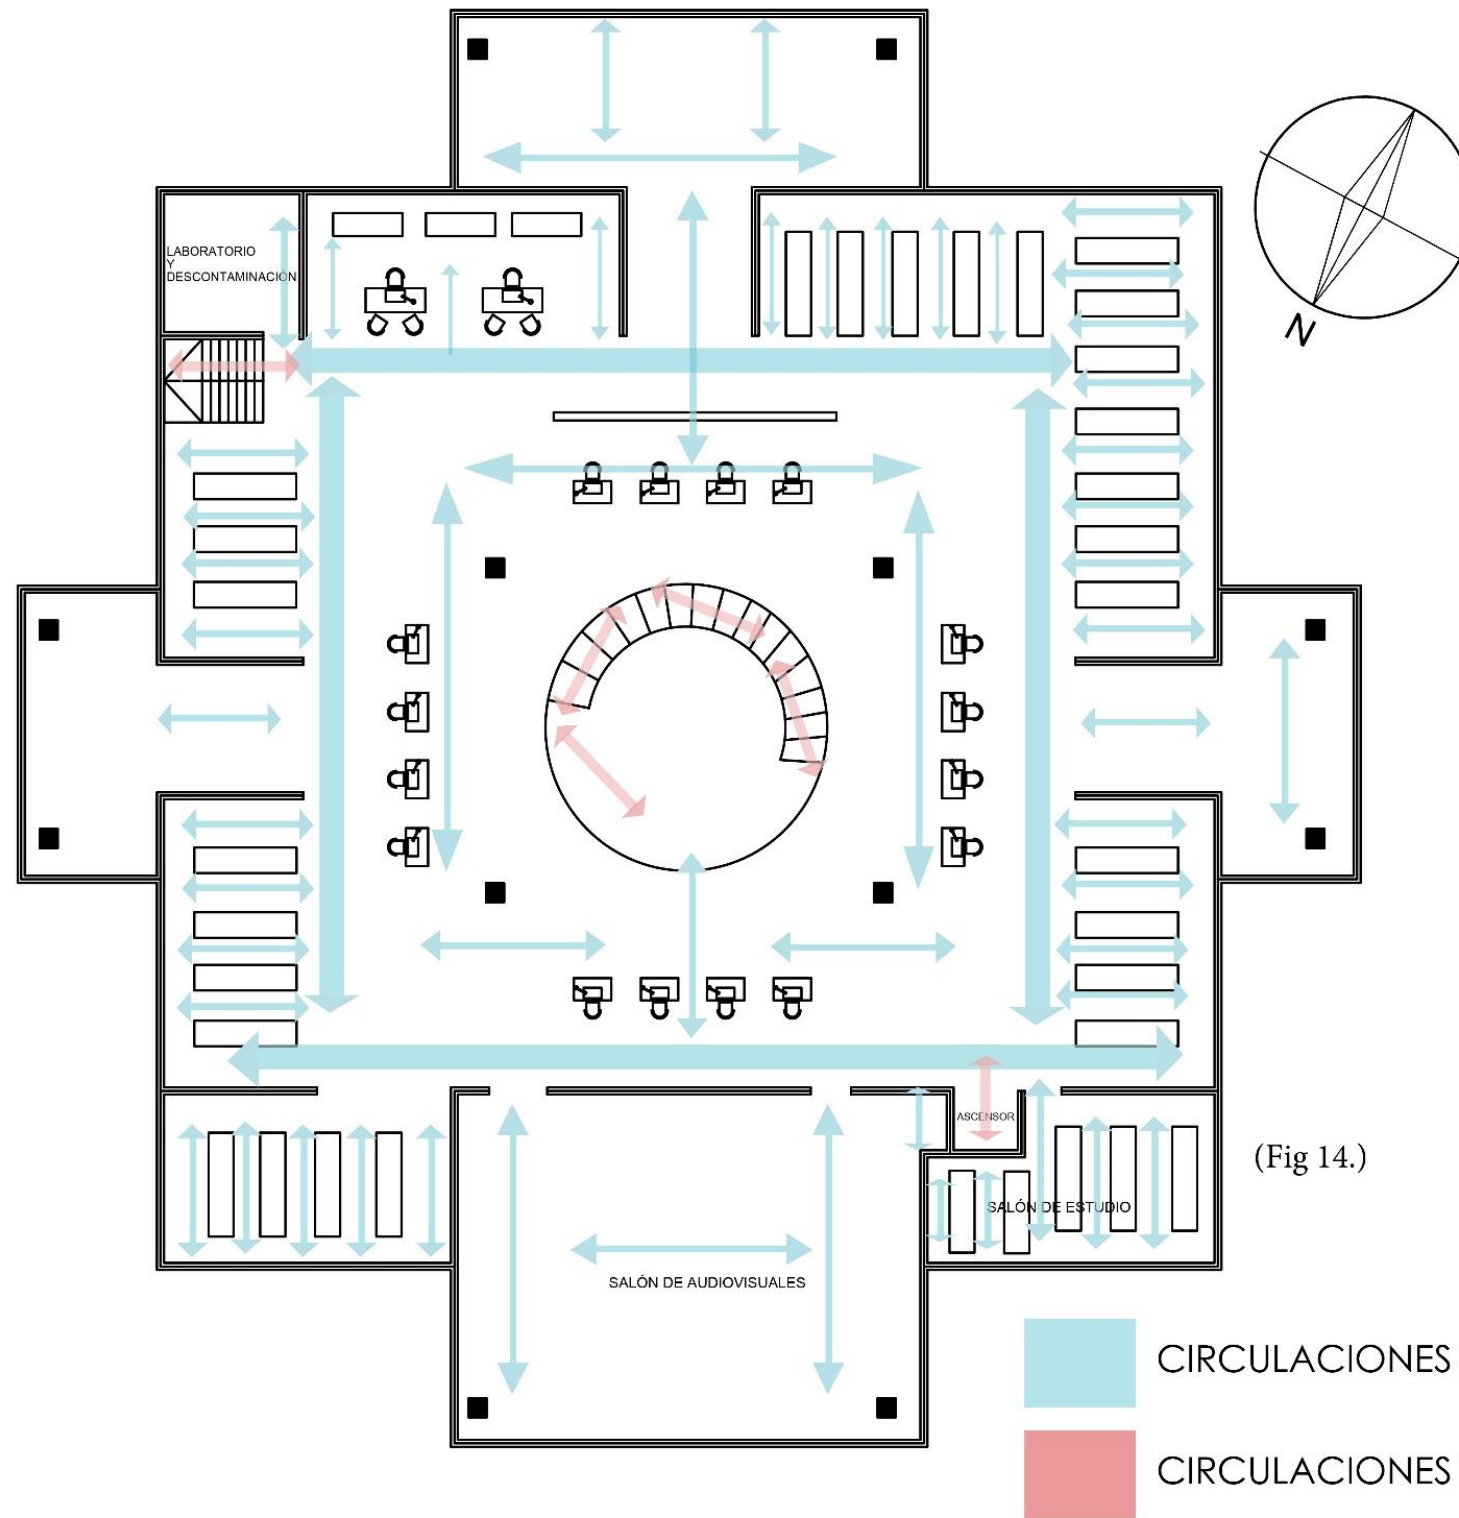 LABORATORIO
Y
DESCONTAMINACIÓN
N
ASCENSOR
(Fig 14.)
SALÓN DE ESTUDIO
SALÓN DE AUDIOVISUALES
CIRCULACIONES
CIRCULACIONES